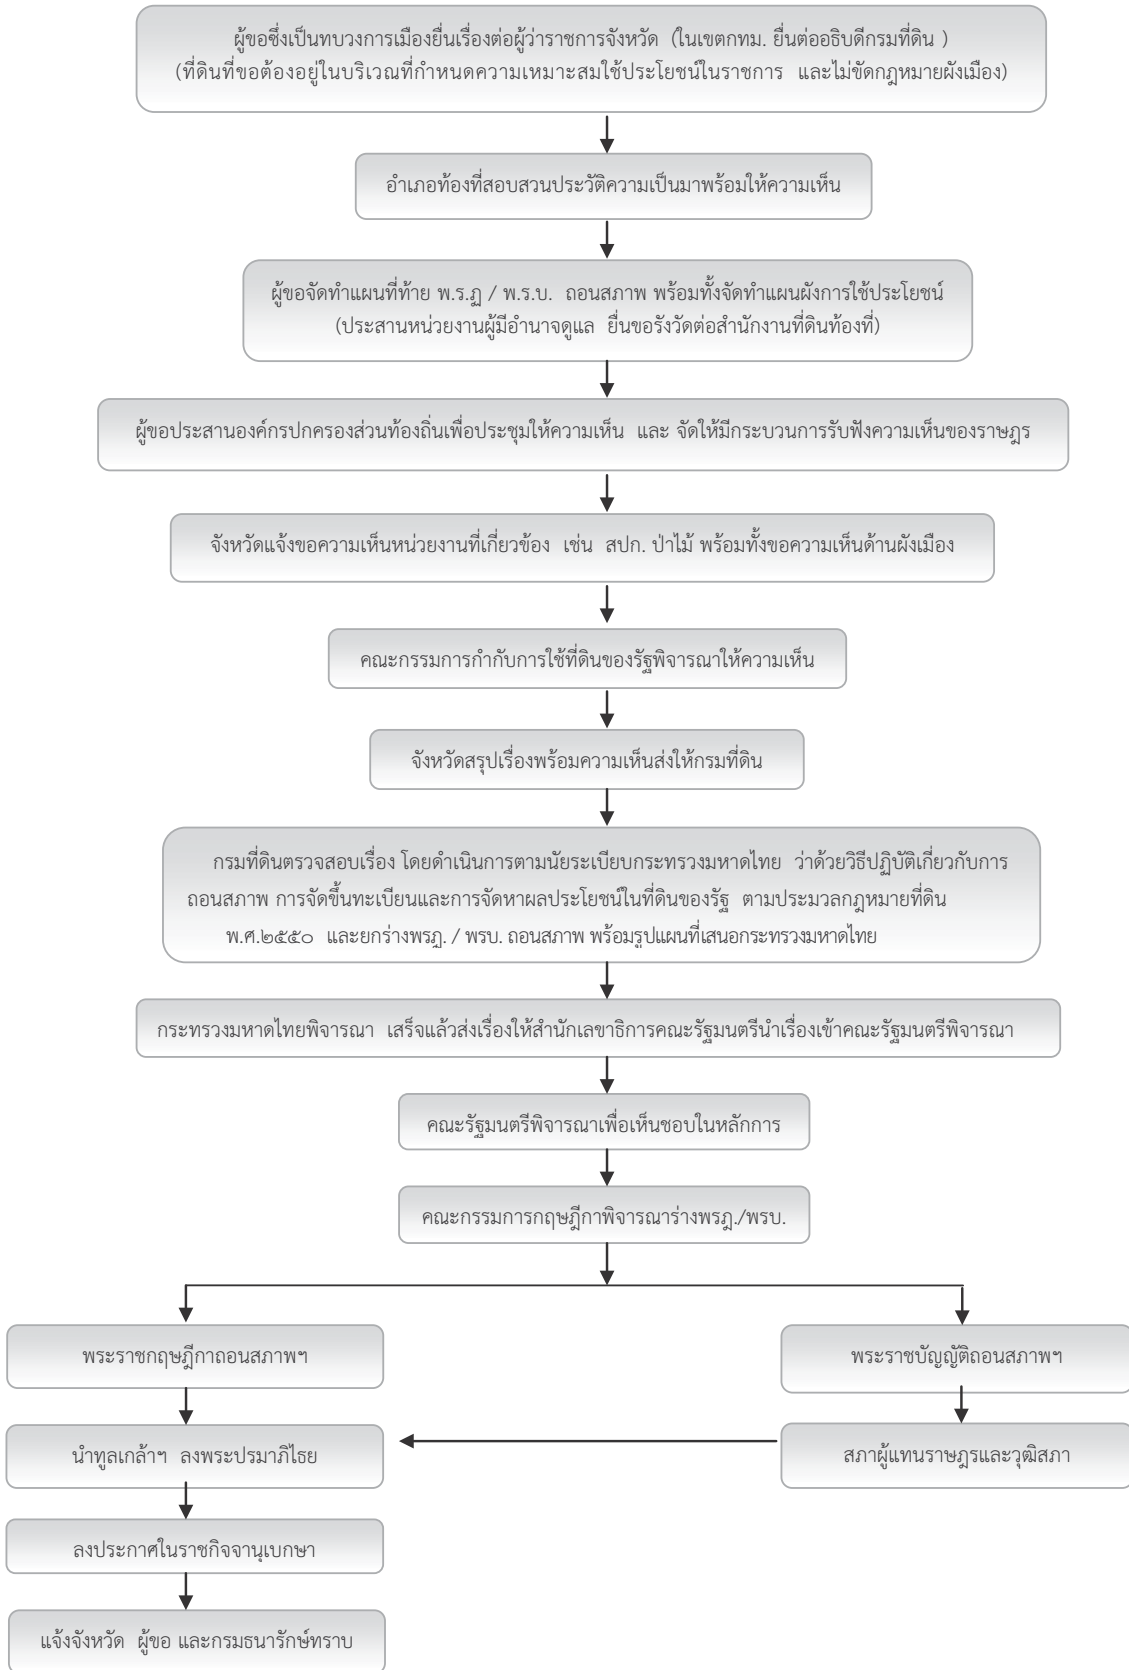 ผู้ขอซึ่งเป็นทบวงการเมืองยื่นเรื่องต่อผู้ว่าราชการจังหวัด (ในเขตกทม. ยื่นต่ออธิบดีกรมที่ดิน )
(ที่ดินที่ขอต้องอยู่ในบริเวณที่กำหนดความเหมาะสมใช้ประโยชน์ในราชการ และไม่ขัดกฎหมายผังเมือง)
อำเภอท้องที่สอบสวนประวัติความเป็นมาพร้อมให้ความเห็น
ผู้ขอจัดทำแผนที่ท้าย พ.ร.ฎ / พ.ร.บ. ถอนสภาพ พร้อมทั้งจัดทำแผนผังการใช้ประโยชน์
(ประสานหน่วยงานผู้มีอำนาจดูแล ยื่นขอรังวัดต่อสำนักงานที่ดินท้องที่)
ผู้ขอประสานองค์กรปกครองส่วนท้องถิ่นเพื่อประชุมให้ความเห็น และ จัดให้มีกระบวนการรับฟังความเห็นของราษฎร
จังหวัดแจ้งขอความเห็นหน่วยงานที่เกี่ยวข้อง เช่น สปก. ป่าไม้ พร้อมทั้งขอความเห็นด้านผังเมือง
คณะกรรมการกำกับการใช้ที่ดินของรัฐพิจารณาให้ความเห็น
จังหวัดสรุปเรื่องพร้อมความเห็นส่งให้กรมที่ดิน
กรมที่ดินตรวจสอบเรื่อง โดยดำเนินการตามนัยระเบียบกระทรวงมหาดไทย ว่าด้วยวิธีปฏิบัติเกี่ยวกับการ
ถอนสภาพ การจัดขึ้นทะเบียนและการจัดหาผลประโยชน์ในที่ดินของรัฐ ตามประมวลกฎหมายที่ดิน
พ.ศ.๒๕๕๐ และยกร่างพรฎ. / พรบ. ถอนสภาพ พร้อมรูปแผนที่เสนอกระทรวงมหาดไทย
กระทรวงมหาดไทยพิจารณา เสร็จแล้วส่งเรื่องให้สำนักเลขาธิการคณะรัฐมนตรีนำเรื่องเข้าคณะรัฐมนตรีพิจารณา
คณะรัฐมนตรีพิจารณาเพื่อเห็นชอบในหลักการ
คณะกรรมการกฤษฎีกาพิจารณาร่างพรฎ./พรบ.
พระราชกฤษฎีกาถอนสภาพฯ
พระราชบัญญัติถอนสภาพฯ
นำทูลเกล้าฯ ลงพระปรมาภิไธย
สภาผู้แทนราษฎรและวุฒิสภา
ลงประกาศในราชกิจจานุเบกษา
แจ้งจังหวัด ผู้ขอ และกรมธนารักษ์ทราบ